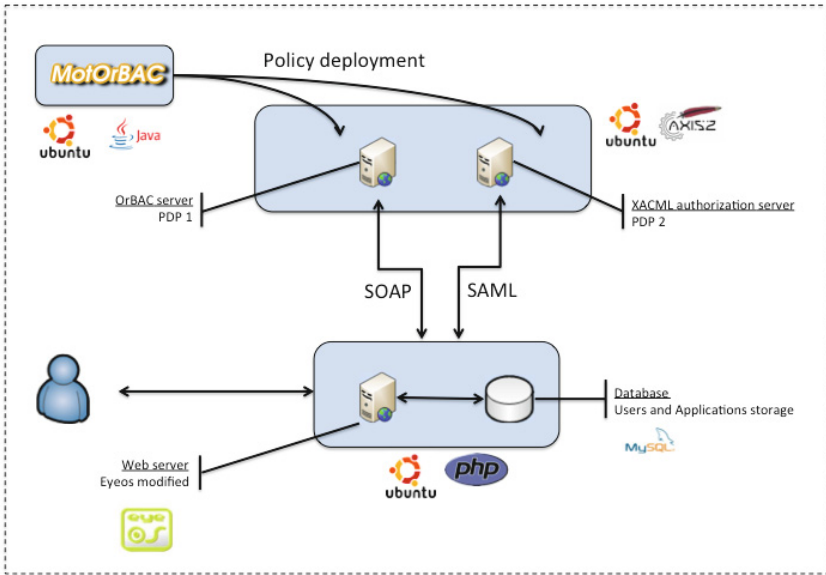 Policy deployment
MotOrBAC
ubuntu
Java
ubuntu
AXIS2
OrBAC server
PDP 1
XACML authorization server
PDP 2
SOAP
SAML
Database
Users and Applications storage
MySQL
Web server
Eyeos modified
ubuntu
php
eye
OS